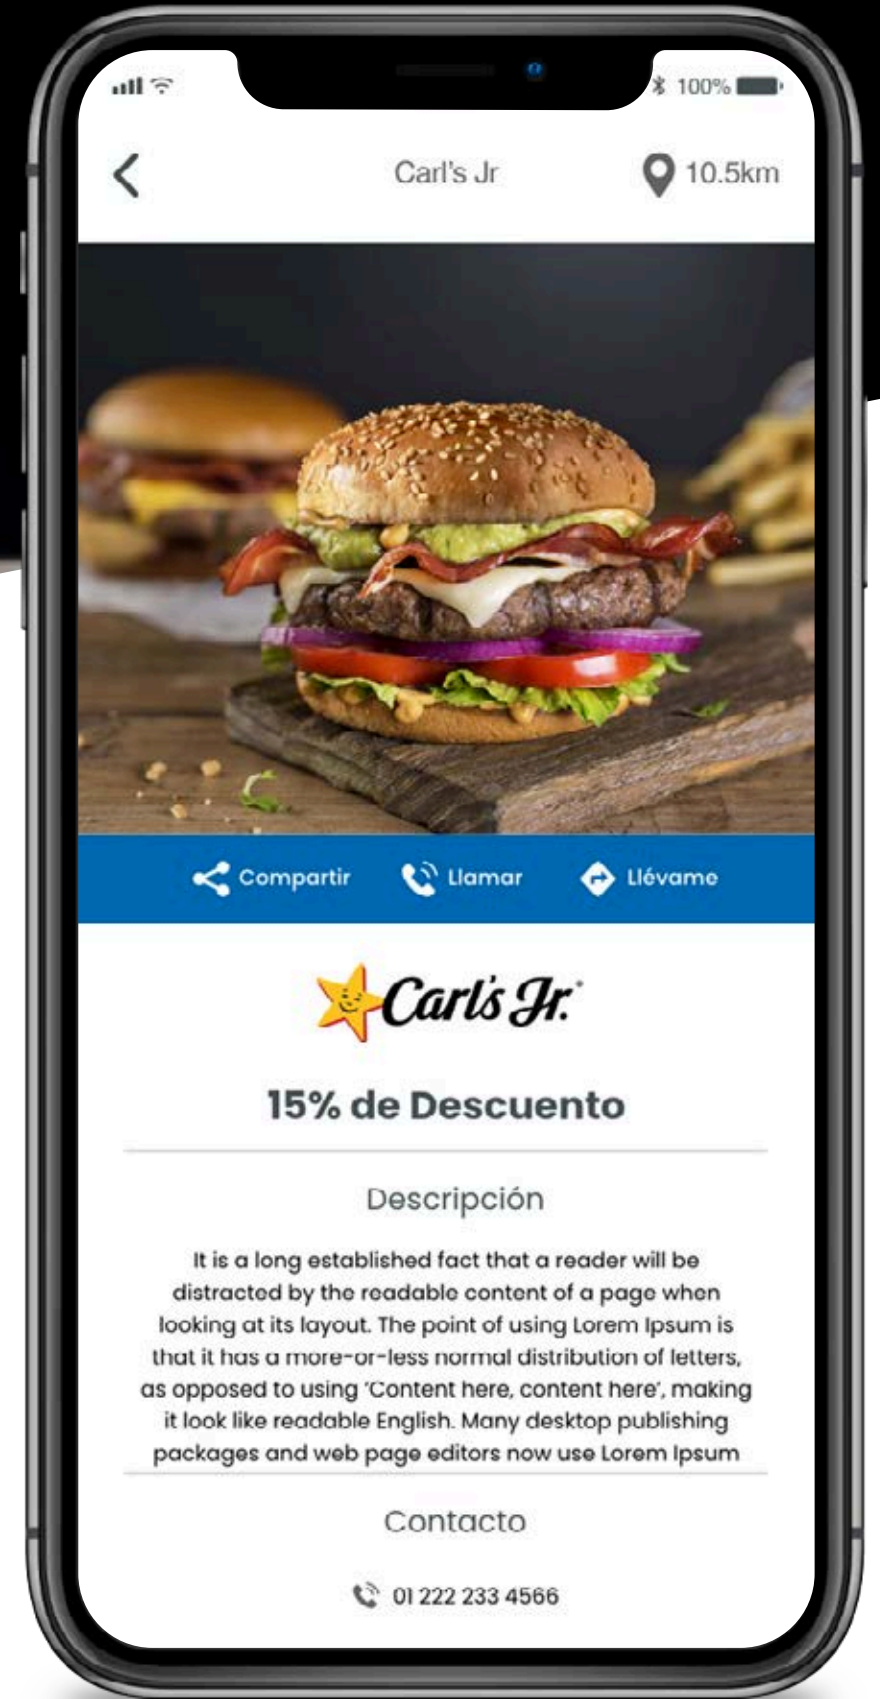 100%
Carl's Jr
10.5km
Compartir
Llamar
Llévame
Carl's Jr.
15% de Descuento
Descripción
It is a long established fact that a reader will be
distracted by the readable content of a page when
looking at its layout. The point of using Lorem Ipsum is
that it has a more-or-less normal distribution of letters,
as opposed to using 'Content here, content here', making
it look like readable English. Many desktop publishing
packages and web page editors now use Lorem Ipsum
Contacto
01 222 233 4566